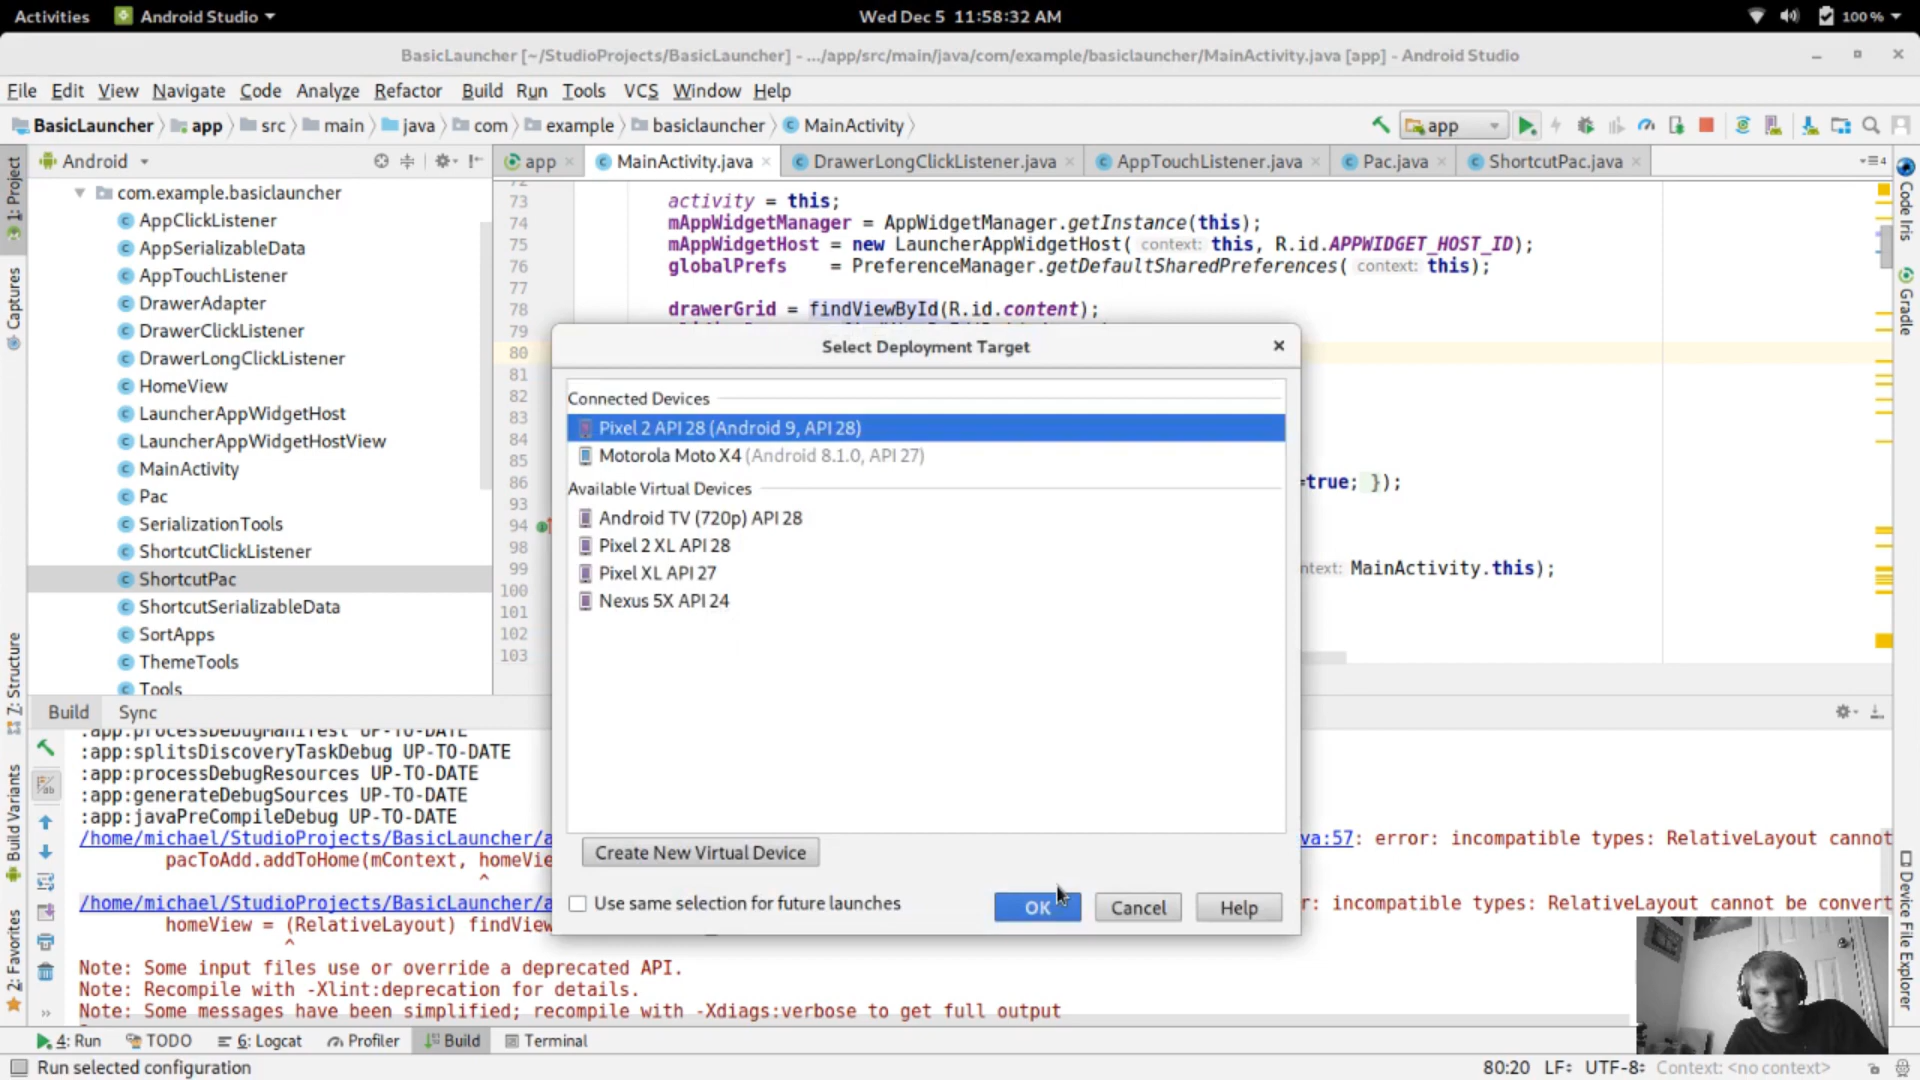 Activities Android Studio Wed Dec 5 11:58:32 AM 100 %
BasicLauncher [~/StudioProjects/BasicLauncher] - .../app/src/main/java/com/example/basiclauncher/MainActivity.java [app] - Android Studio
File Edit View Navigate Code Analyze Refactor Build Run Tools VCS Window Help
BasicLauncher app src main java com example basiclauncher MainActivity app
Android app MainActivity.java DrawerLongClickListener.java AppTouchListener.java Pac.java ShortcutPac.java 4
1: Project
Captures
Z: Structure
Build Variants
2: Favorites
com.example.basiclauncher
AppClickListener
AppSerializableData
AppTouchListener
DrawerAdapter
DrawerClickListener
DrawerLongClickListener
HomeView
LauncherAppWidgetHost
LauncherAppWidgetHostView
MainActivity
Pac
SerializationTools
ShortcutClickListener
ShortcutPac
ShortcutSerializableData
SortApps
ThemeTools
Tools
72
73 activity = this;
74 mAppWidgetManager = AppWidgetManager.getInstance(this);
75 mAppWidgetHost = new LauncherAppWidgetHost( context: this, R.id.APPWIDGET_HOST_ID);
76 globalPrefs = PreferenceManager.getDefaultSharedPreferences( context: this);
77
78 drawerGrid = findViewById(R.id.content);
79
80
81
82
83
84
85
86 =true; });
93
94
98
99 ntext: MainActivity.this);
100
101
102
103
Select Deployment Target
Connected Devices
Pixel 2 API 28 (Android 9, API 28)
Motorola Moto X4 (Android 8.1.0, API 27)
Available Virtual Devices
Android TV (720p) API 28
Pixel 2 XL API 28
Pixel XL API 27
Nexus 5X API 24
Create New Virtual Device
Use same selection for future launches
OK Cancel Help
Code Iris
Gradle
Device File Explorer
Build Sync
:app:processDebugManifest UP-TO-DATE
:app:splitsDiscoveryTaskDebug UP-TO-DATE
:app:processDebugResources UP-TO-DATE
:app:generateDebugSources UP-TO-DATE
:app:javaPreCompileDebug UP-TO-DATE
/home/michael/StudioProjects/BasicLauncher/a va:57: error: incompatible types: RelativeLayout cannot
pacToAdd.addToHome(mContext, homeVie
^
/home/michael/StudioProjects/BasicLauncher/a r: incompatible types: RelativeLayout cannot be convert
homeView = (RelativeLayout) findView
^
Note: Some input files use or override a deprecated API.
Note: Recompile with -Xlint:deprecation for details.
Note: Some messages have been simplified; recompile with -Xdiags:verbose to get full output
4: Run TODO 6: Logcat Profiler Build Terminal
Run selected configuration 80:20 LF: UTF-8: Context: <no context>